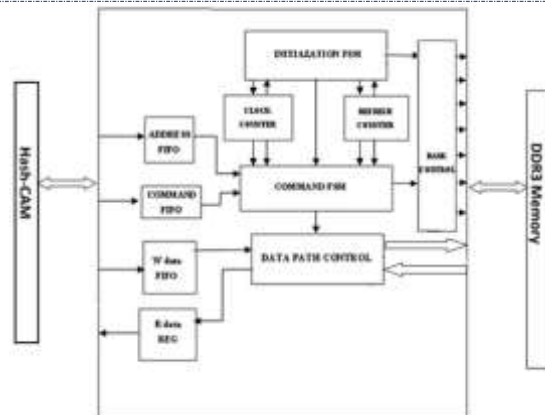 INITIALIZATION FSM
CLOCK
COUNTER
REFRESH
COUNTER
BANK
CONTROL
ADDRESS
FIFO
COMMAND FSM
COMMAND
FIFO
W data
FIFO
DATA PATH CONTROL
R data
REG
Hash-CAM
DDR3 Memory